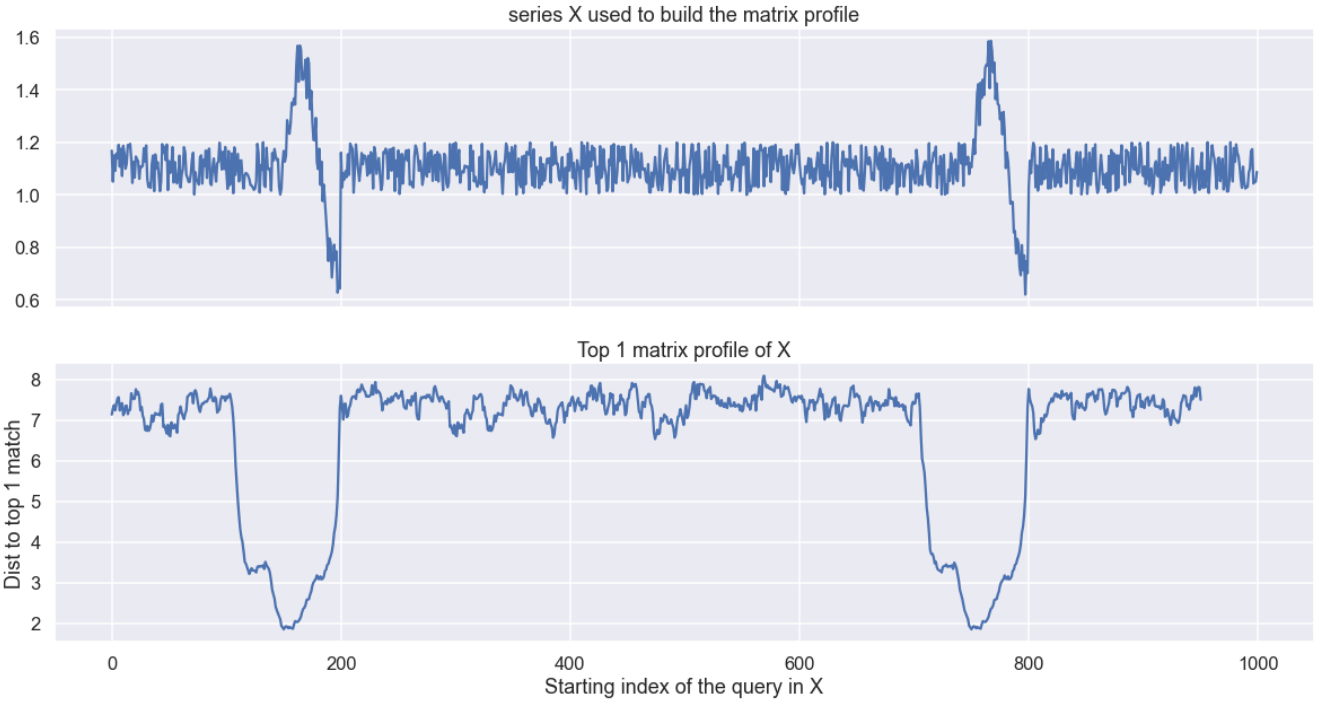 series X used to build the matrix profile
1.6
1.4
1.2
1.0
0.8
0.6
Top 1 matrix profile of X
Dist to top 1 match
8
7
6
5
4
3
2
0 200 400 600 800 1000
Starting index of the query in X